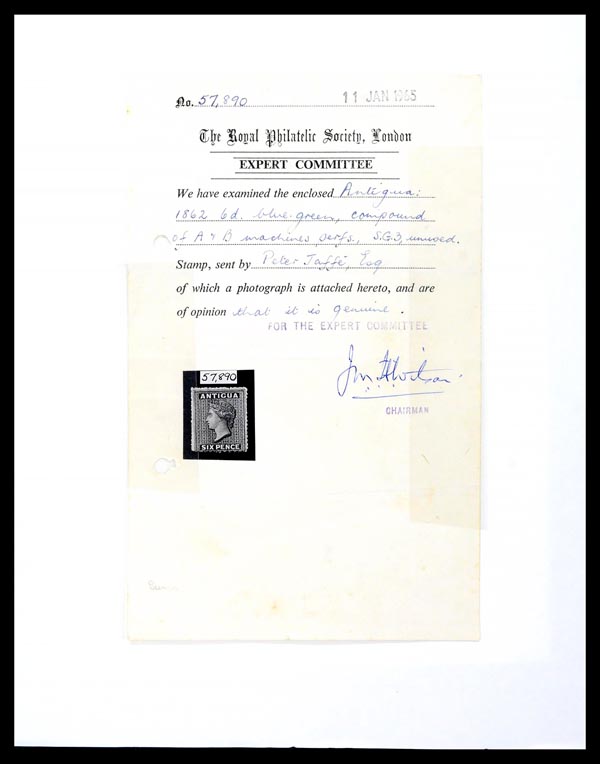 No. 57,890 11 JAN 1965
The Royal Philatelic Society, London
EXPERT COMMITTEE
We have examined the enclosed Antigua:
1862 6d. blue-green, compound
of A & B machines perfs., S.G.3, unused.
Stamp, sent by Peter Jaffé, Esq
of which a photograph is attached hereto, and are
of opinion that it is genuine.
FOR THE EXPERT COMMITTEE
CHAIRMAN
57,890
ANTIGUA
SIX PENCE